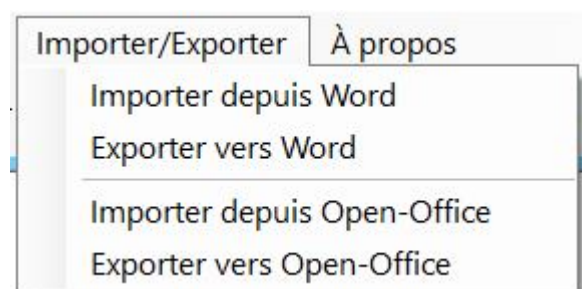 Importer/Exporter À propos
Importer depuis Word
Exporter vers Word
Importer depuis Open-Office
Exporter vers Open-Office